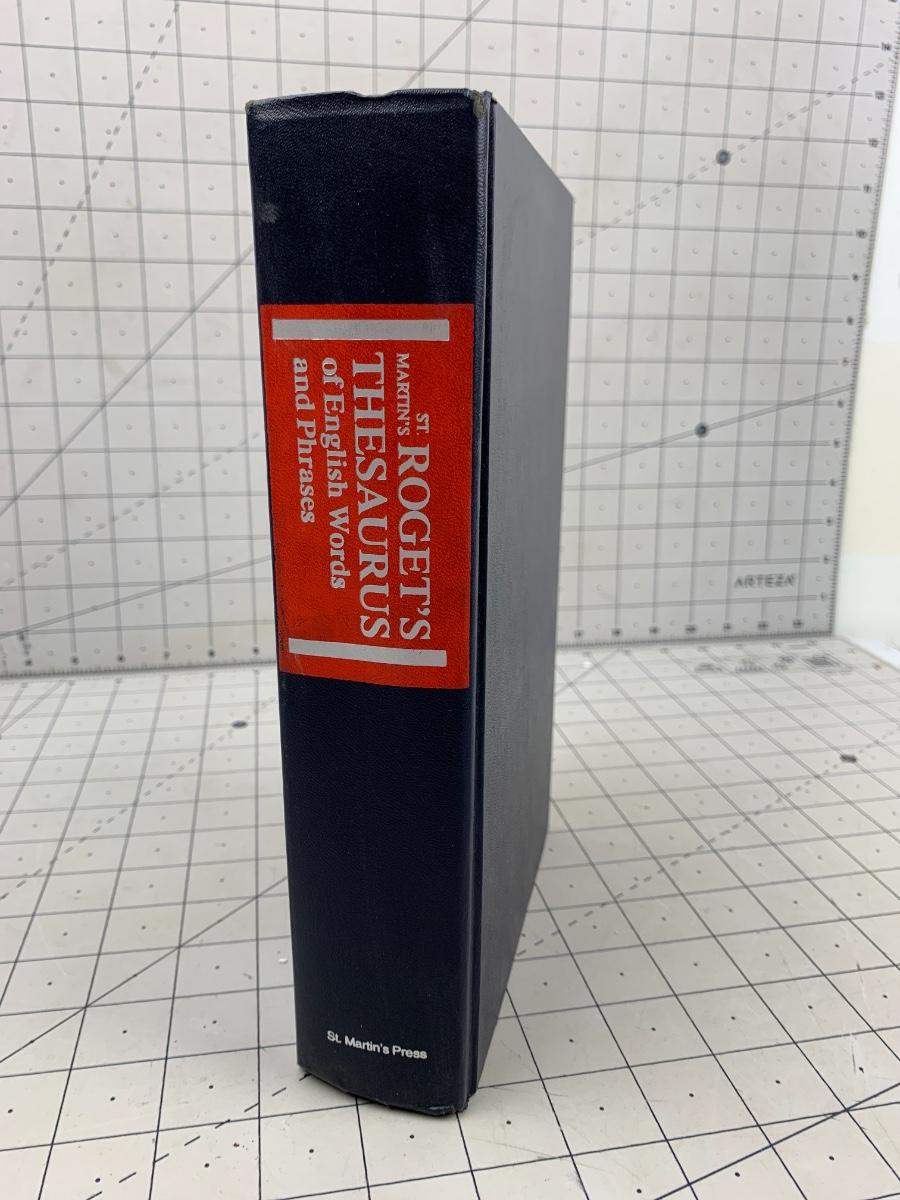 ST. MARTIN'S ROGET'S
THESAURUS
of English Words
and Phrases
St. Martin's Press
ARTEZA